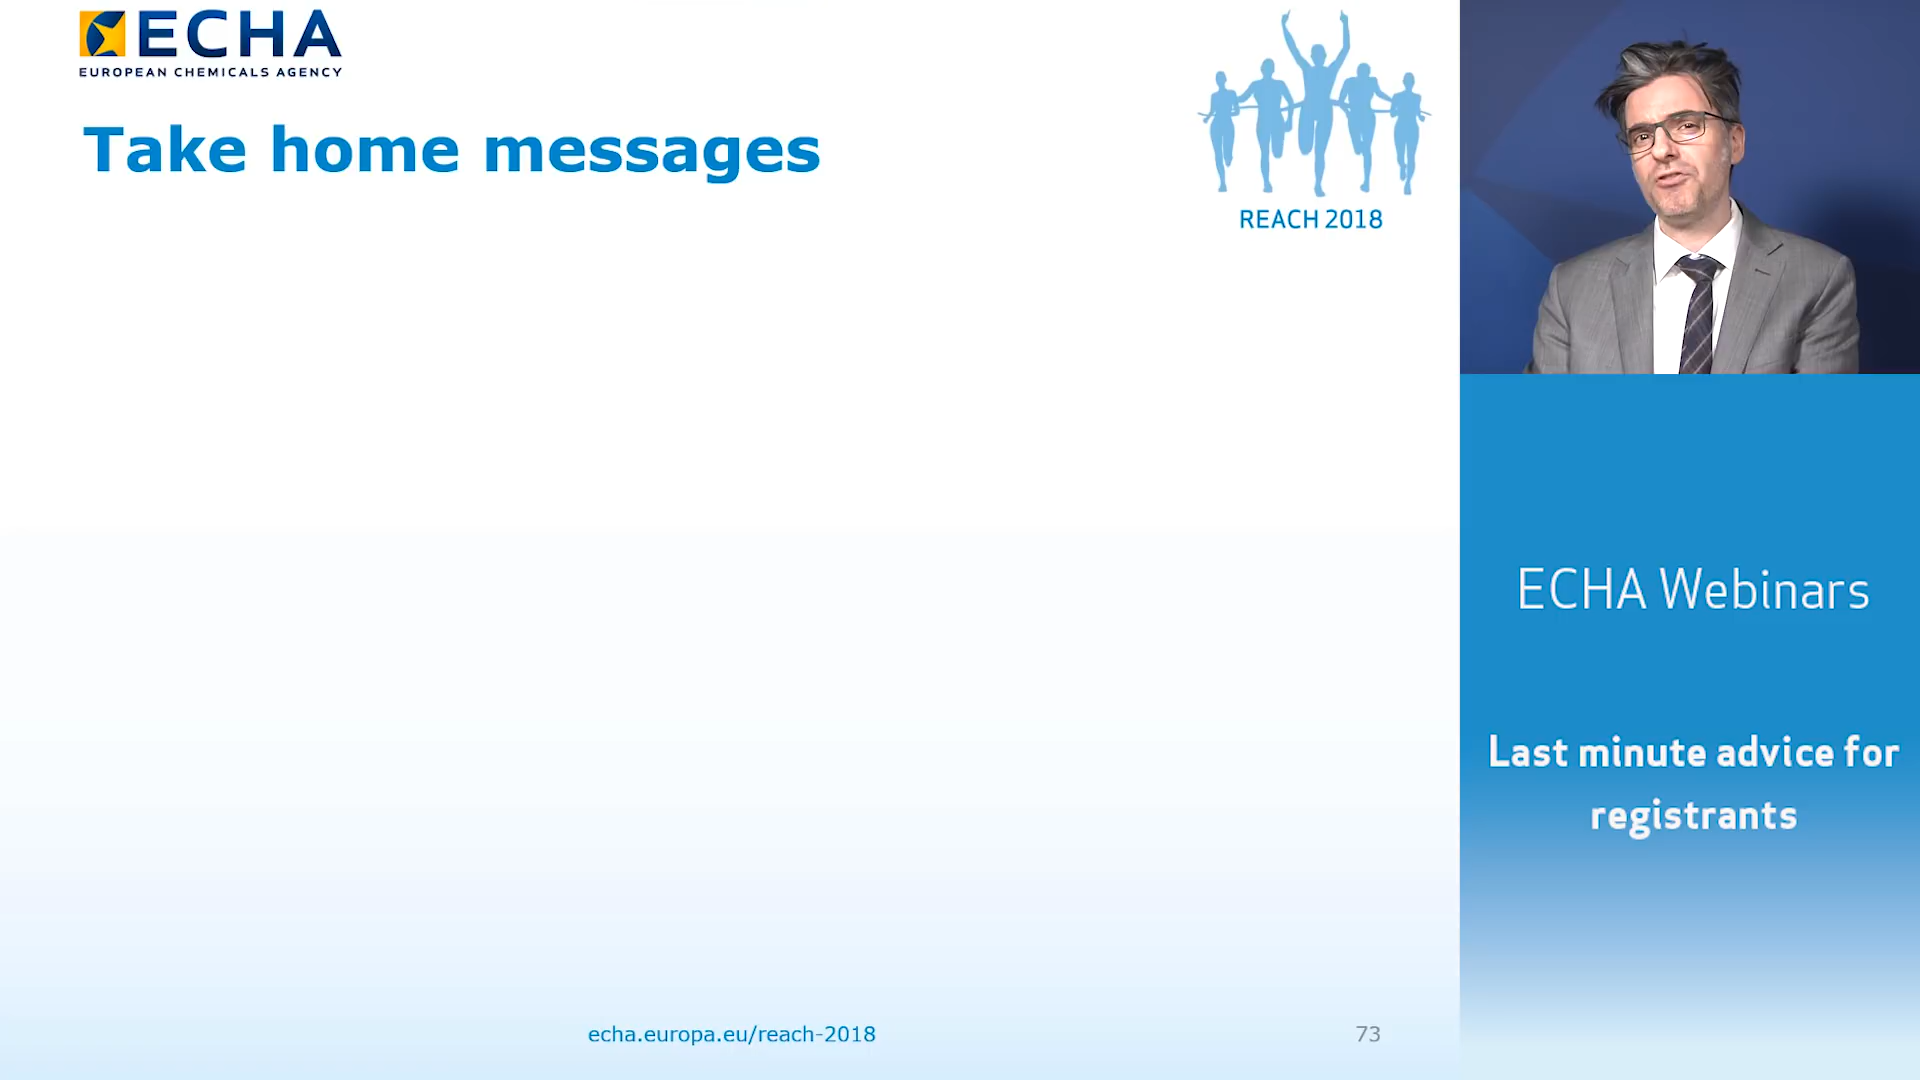 ECHA
EUROPEAN CHEMICALS AGENCY
Take home messages
REACH 2018
ECHA Webinars
Last minute advice for
registrants
echa.europa.eu/reach-2018
73